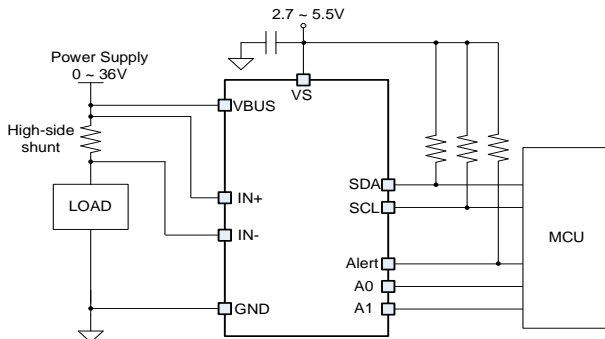 2.7 ~ 5.5V
Power Supply
0 ~ 36V
VS
VBUS
High-side
shunt
SDA
LOAD
IN+
SCL
MCU
IN-
Alert
A0
GND
A1